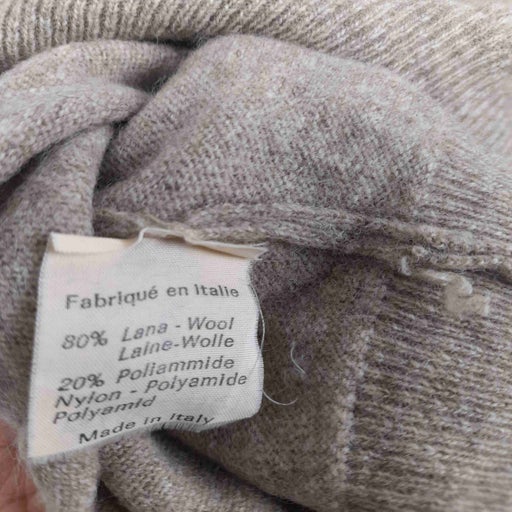 Fabriqué en Italie
80% Lana - Wool
Laine-Wolle
20% Poliammide
Nylon - Polyamide
Polyamid
Made in Italy